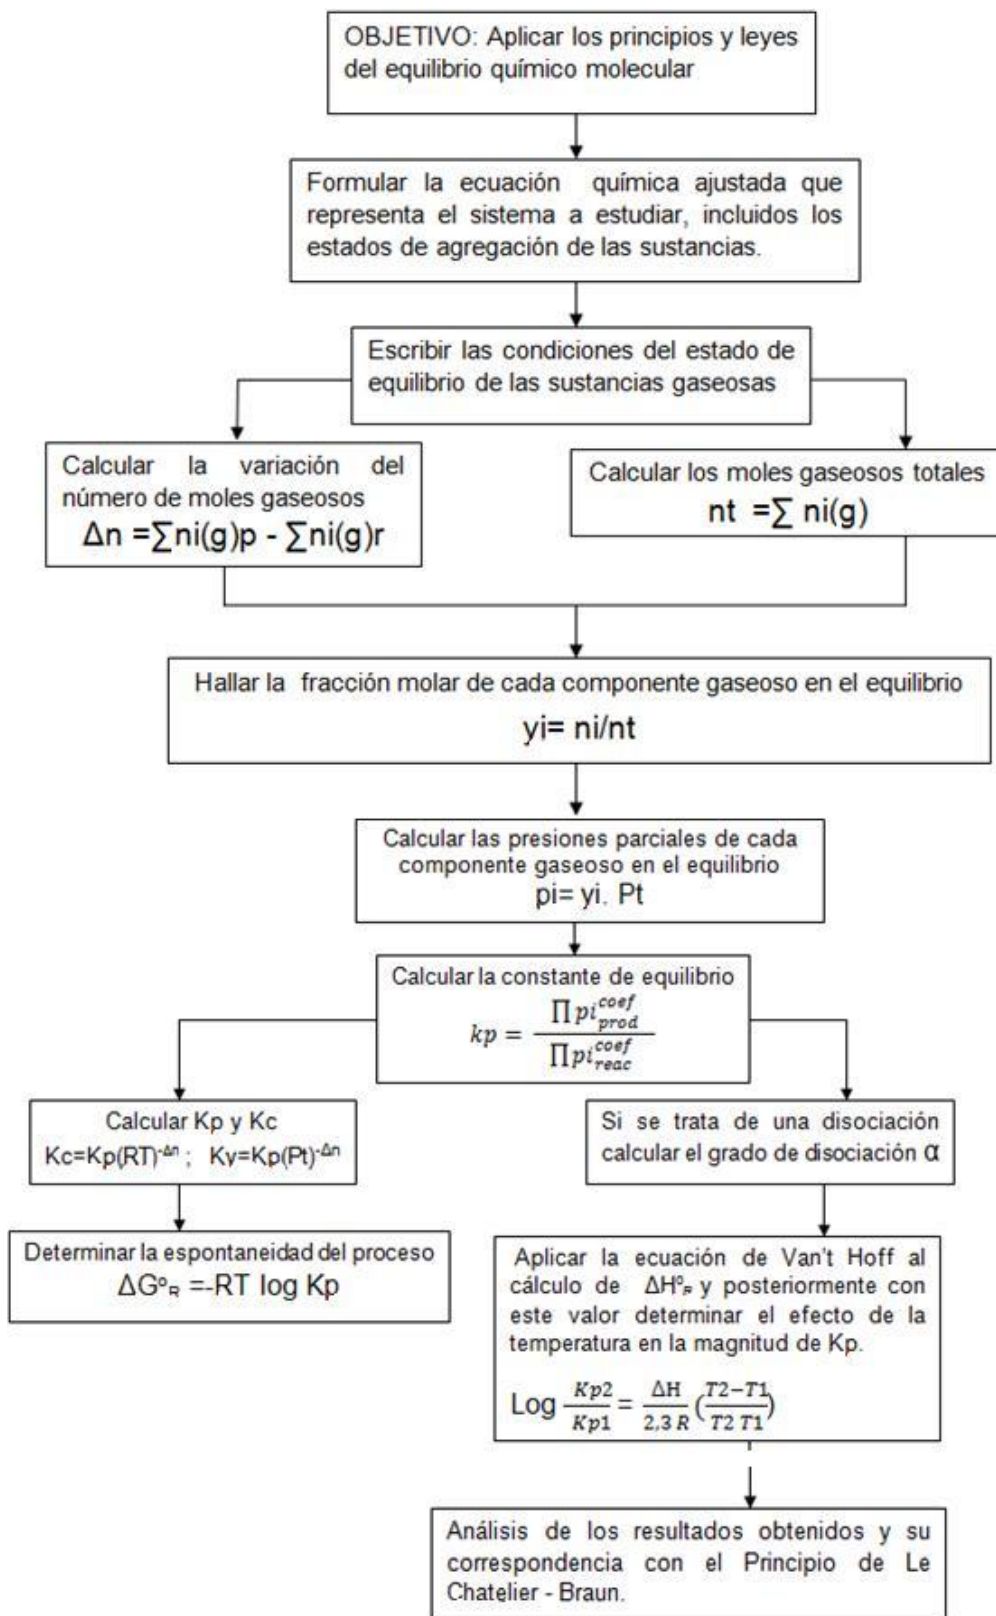 OBJETIVO: Aplicar los principios y leyes
del equilibrio químico molecular
Formular la ecuación química ajustada que
representa el sistema a estudiar, incluidos los
estados de agregación de las sustancias.
Escribir las condiciones del estado de
equilibrio de las sustancias gaseosas
Calcular la variación del
número de moles gaseosos
Δn =∑ni(g)p - ∑ni(g)r
Calcular los moles gaseosos totales
nt =∑ ni(g)
Hallar la fracción molar de cada componente gaseoso en el equilibrio
yi= ni/nt
Calcular las presiones parciales de cada
componente gaseoso en el equilibrio
pi= yi. Pt
Calcular la constante de equilibrio
kp = ∏ pi prod^coef / ∏ pi reac^coef
Calcular Kp y Kc
Kc=Kp(RT)^-Δn ; Ky=Kp(Pt)^-Δn
Si se trata de una disociación
calcular el grado de disociación α
Determinar la espontaneidad del proceso
ΔGº_R =-RT log Kp
Aplicar la ecuación de Van't Hoff al
cálculo de ΔHº_R y posteriormente con
este valor determinar el efecto de la
temperatura en la magnitud de Kp.
Log Kp2/Kp1 = ΔH/2,3 R (T2−T1/T2 T1)
Análisis de los resultados obtenidos y su
correspondencia con el Principio de Le
Chatelier - Braun.